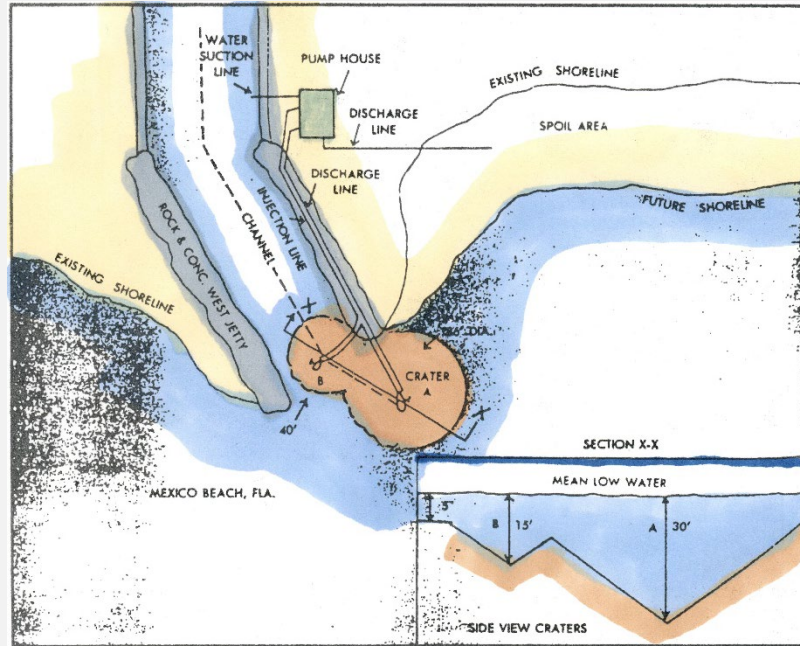 WATER
SUCTION
LINE
PUMP HOUSE
EXISTING SHORELINE
DISCHARGE
LINE
SPOIL AREA
DISCHARGE
LINE
INJECTION LINE
CHANNEL
FUTURE SHORELINE
ROCK & CONC. WEST JETTY
EXISTING SHORELINE
X
DIA.
CRATER
A
B
X
40'
MEXICO BEACH, FLA.
SECTION X-X
MEAN LOW WATER
5'
B 15'
A 30'
SIDE VIEW CRATERS